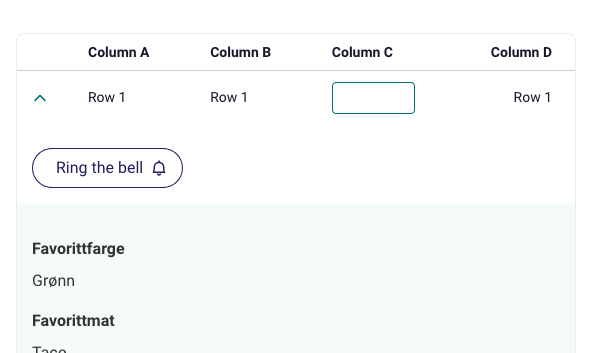 Column A Column B Column C Column D
Row 1 Row 1 Row 1
Ring the bell
Favorittfarge
Grønn
Favorittmat
Taco